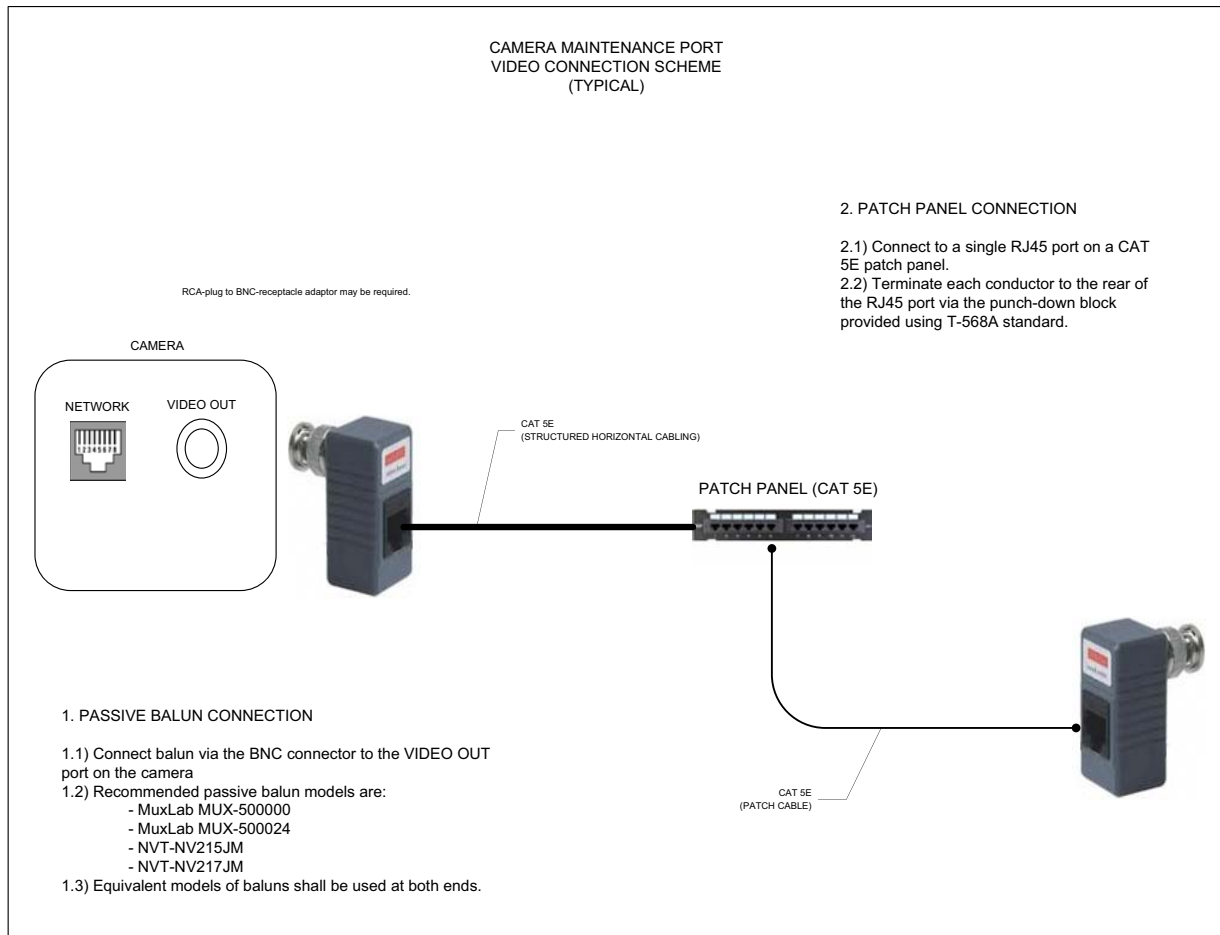 CAMERA MAINTENANCE PORT
VIDEO CONNECTION SCHEME
(TYPICAL)
2. PATCH PANEL CONNECTION
2.1) Connect to a single RJ45 port on a CAT
5E patch panel.
2.2) Terminate each conductor to the rear of
the RJ45 port via the punch-down block
provided using T-568A standard.
RCA-plug to BNC-receptacle adaptor may be required.
CAMERA
NETWORK
VIDEO OUT
12345678
CAT 5E
(STRUCTURED HORIZONTAL CABLING)
PATCH PANEL (CAT 5E)
1. PASSIVE BALUN CONNECTION
1.1) Connect balun via the BNC connector to the VIDEO OUT
port on the camera
1.2) Recommended passive balun models are:
- MuxLab MUX-500000
- MuxLab MUX-500024
- NVT-NV215JM
- NVT-NV217JM
1.3) Equivalent models of baluns shall be used at both ends.
CAT 5E
(PATCH CABLE)